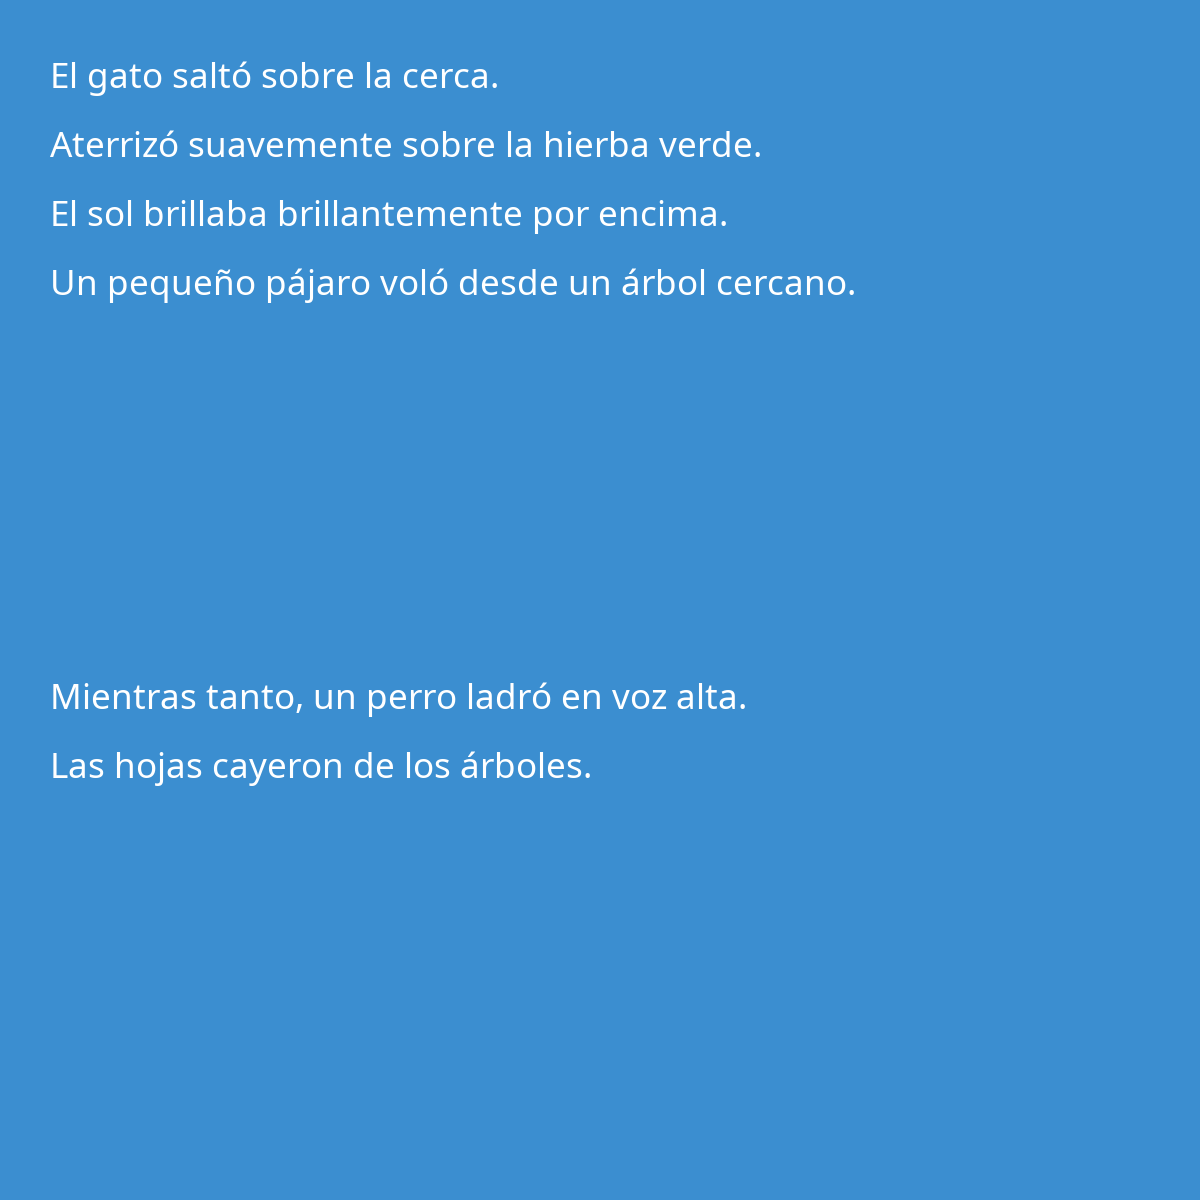 El gato saltó sobre la cerca.
Aterrizó suavemente sobre la hierba verde.
El sol brillaba brillantemente por encima.
Un pequeño pájaro voló desde un árbol cercano.
Mientras tanto, un perro ladró en voz alta.
Las hojas cayeron de los árboles.